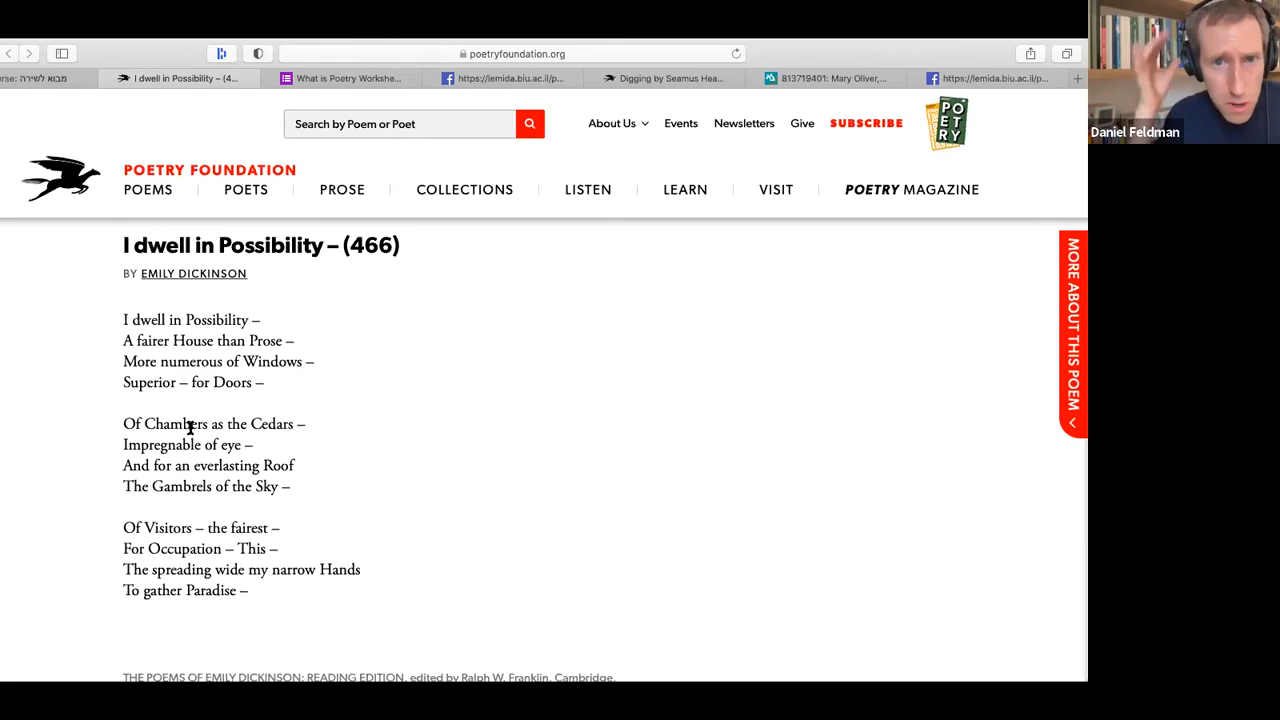 poetryfoundation.org
מבוא לשירה :rse
I dwell in Possibility – (4...
What is Poetry Workshe...
https://lemida.biu.ac.il/p...
Digging by Seamus Hea...
813719401: Mary Oliver,...
https://lemida.biu.ac.il/p...
Search by Poem or Poet
About Us
Events
Newsletters
Give
SUBSCRIBE
POETRY
POETRY FOUNDATION
POEMS
POETS
PROSE
COLLECTIONS
LISTEN
LEARN
VISIT
POETRY MAGAZINE
Daniel Feldman
I dwell in Possibility – (466)
BY EMILY DICKINSON
I dwell in Possibility –
A fairer House than Prose –
More numerous of Windows –
Superior – for Doors –
Of Chambers as the Cedars –
Impregnable of eye –
And for an everlasting Roof
The Gambrels of the Sky –
Of Visitors – the fairest –
For Occupation – This –
The spreading wide my narrow Hands
To gather Paradise –
THE POEMS OF EMILY DICKINSON: READING EDITION, edited by Ralph W. Franklin, Cambridge,
MORE ABOUT THIS POEM